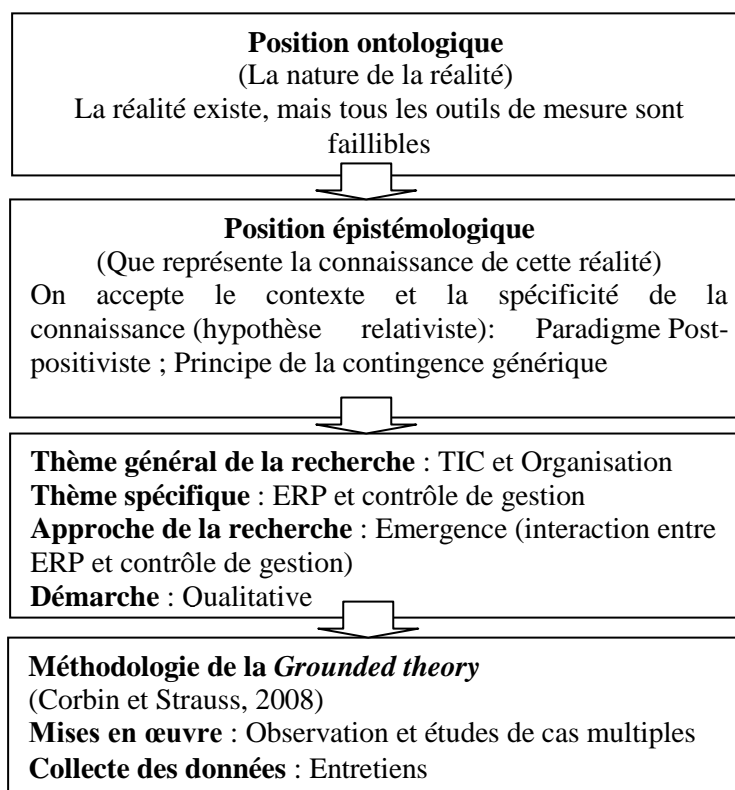 Position ontologique
(La nature de la réalité)
La réalité existe, mais tous les outils de mesure sont
faillibles
Position épistémologique
(Que représente la connaissance de cette réalité)
On accepte le contexte et la spécificité de la
connaissance (hypothèse relativiste): Paradigme Post-
positiviste ; Principe de la contingence générique
Thème général de la recherche : TIC et Organisation
Thème spécifique : ERP et contrôle de gestion
Approche de la recherche : Emergence (interaction entre
ERP et contrôle de gestion)
Démarche : Qualitative
Méthodologie de la Grounded theory
(Corbin et Strauss, 2008)
Mises en œuvre : Observation et études de cas multiples
Collecte des données : Entretiens